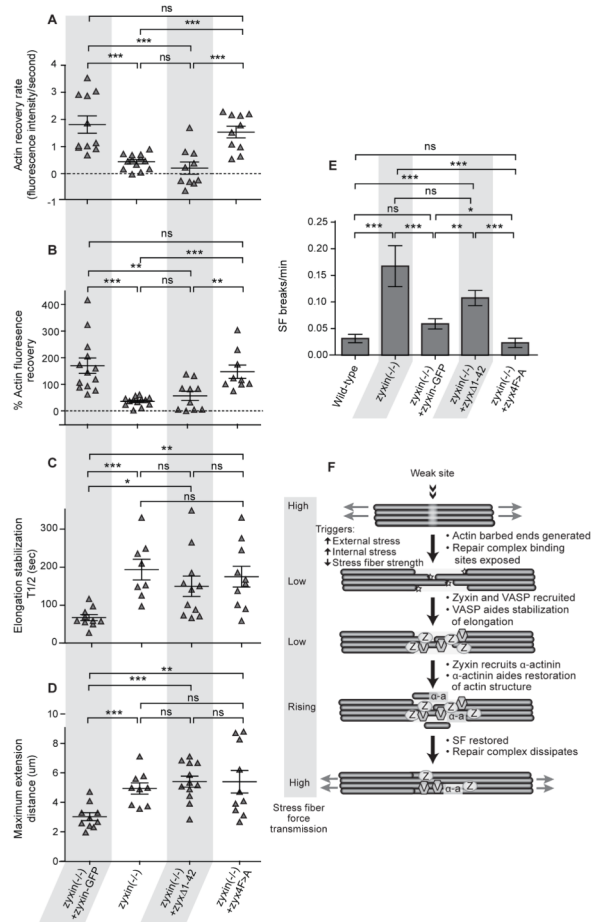 A
ns
***
***
***
ns
***
Actin recovery rate
(fluorescence intensity/second)
4
3
2
1
0
-1
B
ns
***
**
***
ns
**
% Actin fluoresence
recovery
400
300
200
100
0
C
**
***
ns
ns
*
ns
Elongation stabilization
T1/2 (sec)
300
200
100
0
D
**
***
ns
***
ns
ns
Maximum extension
distance (um)
10
8
6
4
2
0
zyxin(-/-)
+zyxin-GFP
zyxin(-/-)
zyxin(-/-)
+zyxΔ1-42
zyxin(-/-)
+zyx4F>A
E
ns
***
***
ns
ns
*
***
***
**
***
SF breaks/min
0.25
0.20
0.15
0.10
0.05
0.00
Wild-type
zyxin(-/-)
zyxin(-/-)
+zyxin-GFP
zyxin(-/-)
+zyxΔ1-42
zyxin(-/-)
+zyx4F>A
F
Weak site
High
Triggers:
↑ External stress
↑ Internal stress
↓ Stress fiber strength
• Actin barbed ends generated
• Repair complex binding
sites exposed
Low
• Zyxin and VASP recruited
• VASP aides stabilization
of elongation
Low
Z
V
Z
V
V
Z
Z
• Zyxin recruits α-actinin
• α-actinin aides restoration
of actin structure
Rising
α-a
Z
V
Z
V
V
α-a
Z
• SF restored
• Repair complex dissipates
High
Z
V
V
α-a
Z
Stress fiber
force
transmission